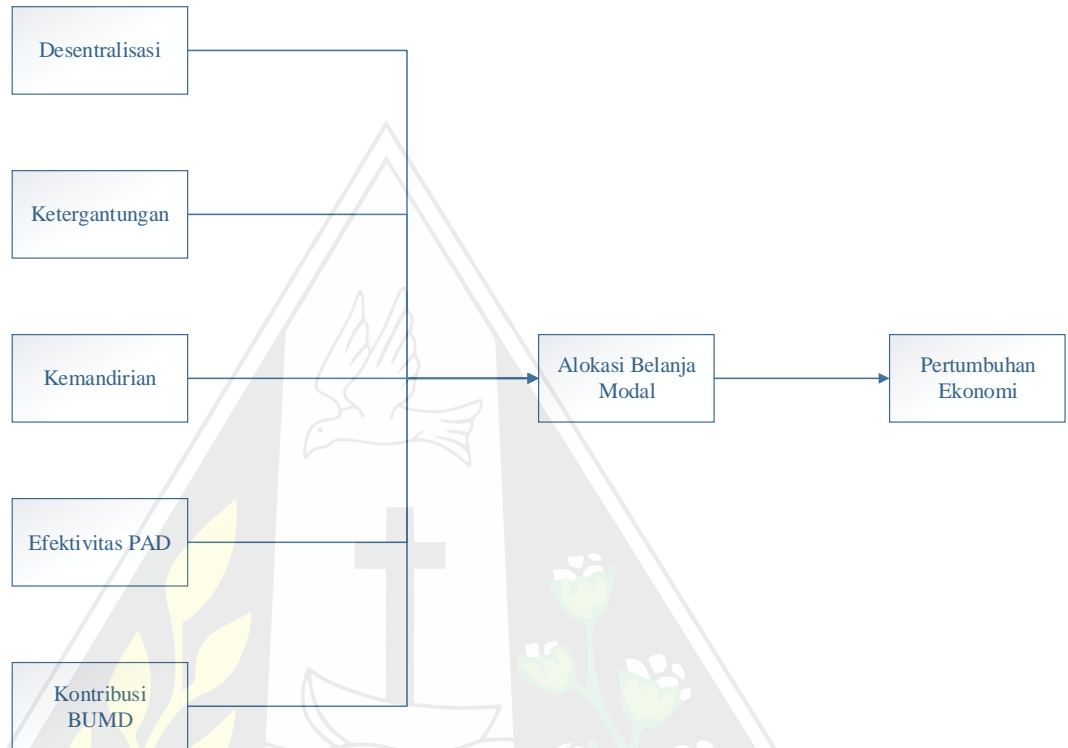 Desentralisasi
Ketergantungan
Kemandirian
Alokasi Belanja
Modal
Pertumbuhan
Ekonomi
Efektivitas PAD
Kontribusi
BUMD